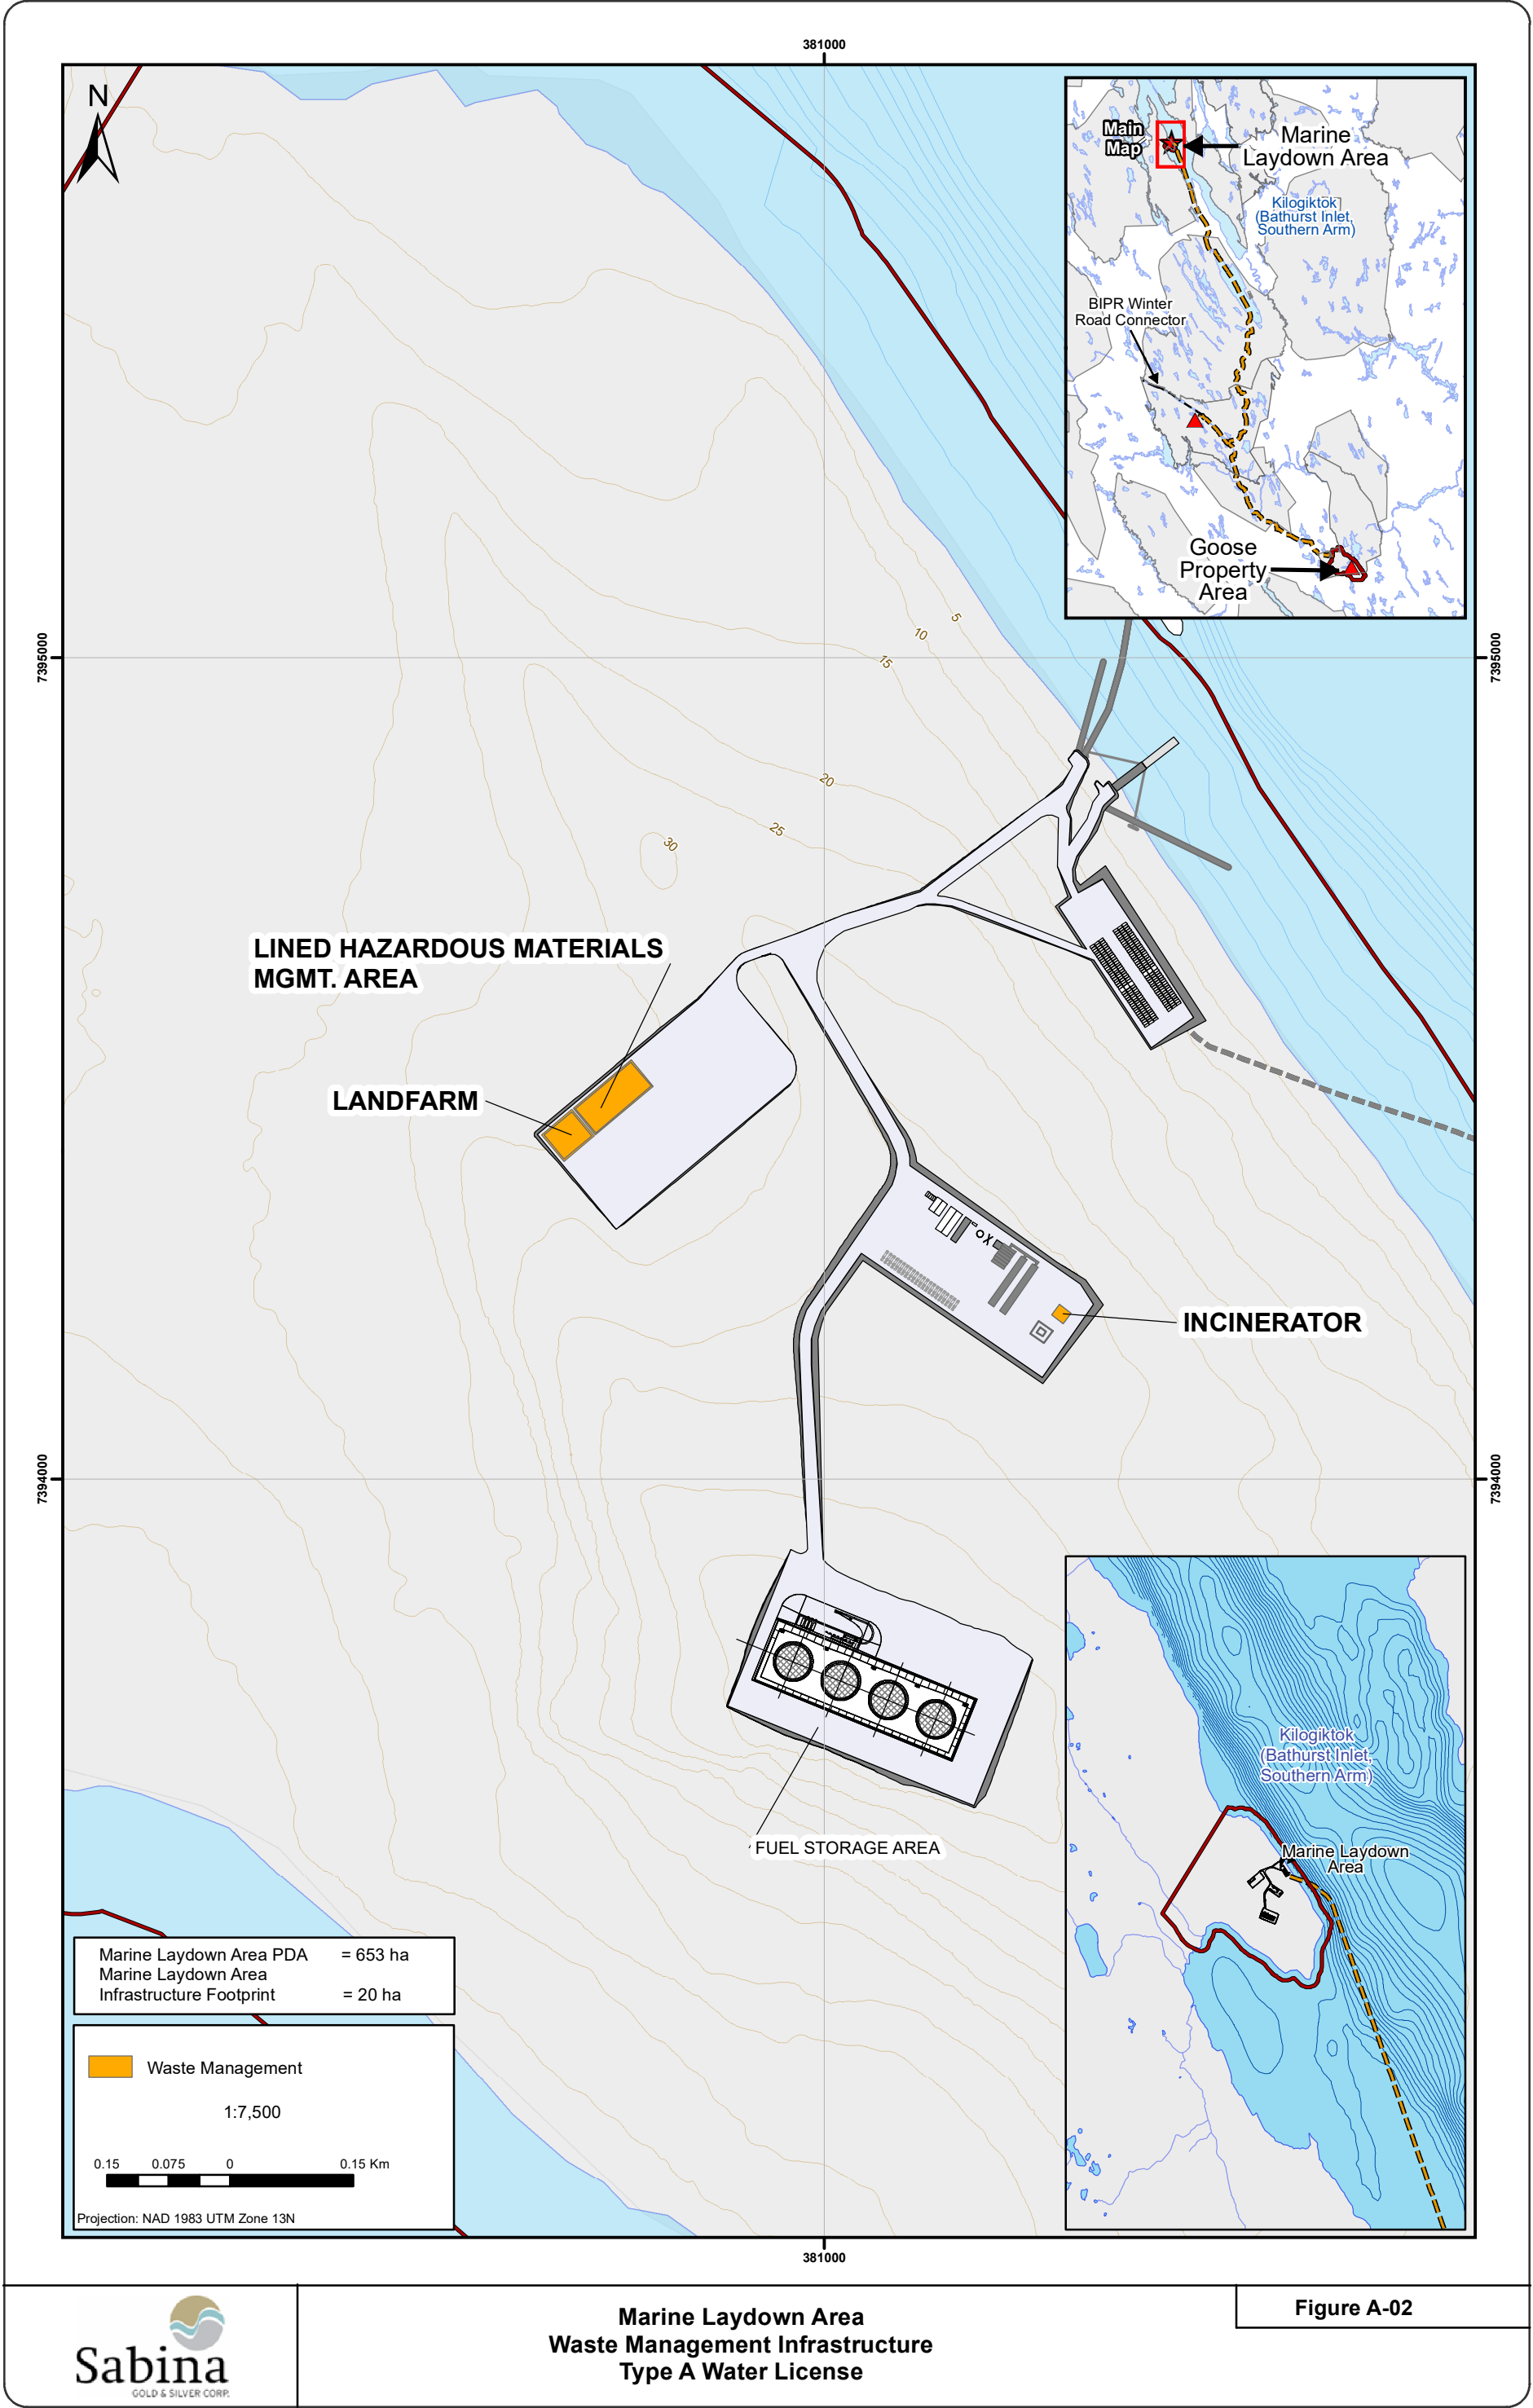 381000
N
Main
Map
Marine
Laydown Area
Kilogiktok
(Bathurst Inlet,
Southern Arm)
BIPR Winter
Road Connector
Goose
Property
Area
7395000
7395000
5
10
15
20
25
30
LINED HAZARDOUS MATERIALS
MGMT. AREA
LANDFARM
INCINERATOR
7394000
7394000
FUEL STORAGE AREA
Kilogiktok
(Bathurst Inlet,
Southern Arm)
Marine Laydown
Area
Marine Laydown Area PDA = 653 ha
Marine Laydown Area
Infrastructure Footprint = 20 ha
Waste Management
1:7,500
0.15 0.075 0 0.15 Km
Projection: NAD 1983 UTM Zone 13N
381000
Sabina
GOLD & SILVER CORP.
Marine Laydown Area
Waste Management Infrastructure
Type A Water License
Figure A-02